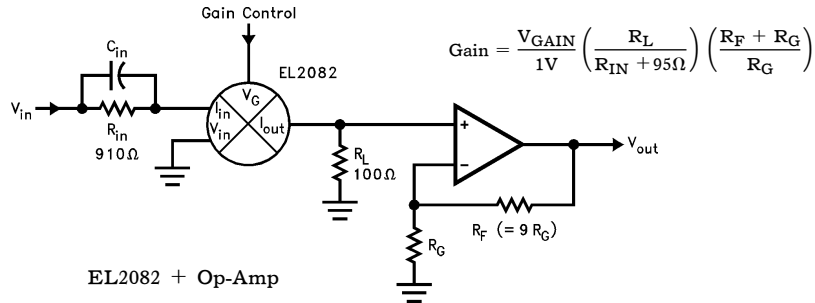 Gain Control
C_in
EL2082
Gain = V_GAIN / 1V ( R_L / R_IN + 95Ω ) ( R_F + R_G / R_G )
V_in
R_in
910Ω
I_in
V_G
V_in
I_out
R_L
100Ω
+
−
V_out
R_F (= 9 R_G)
R_G
EL2082 + Op-Amp